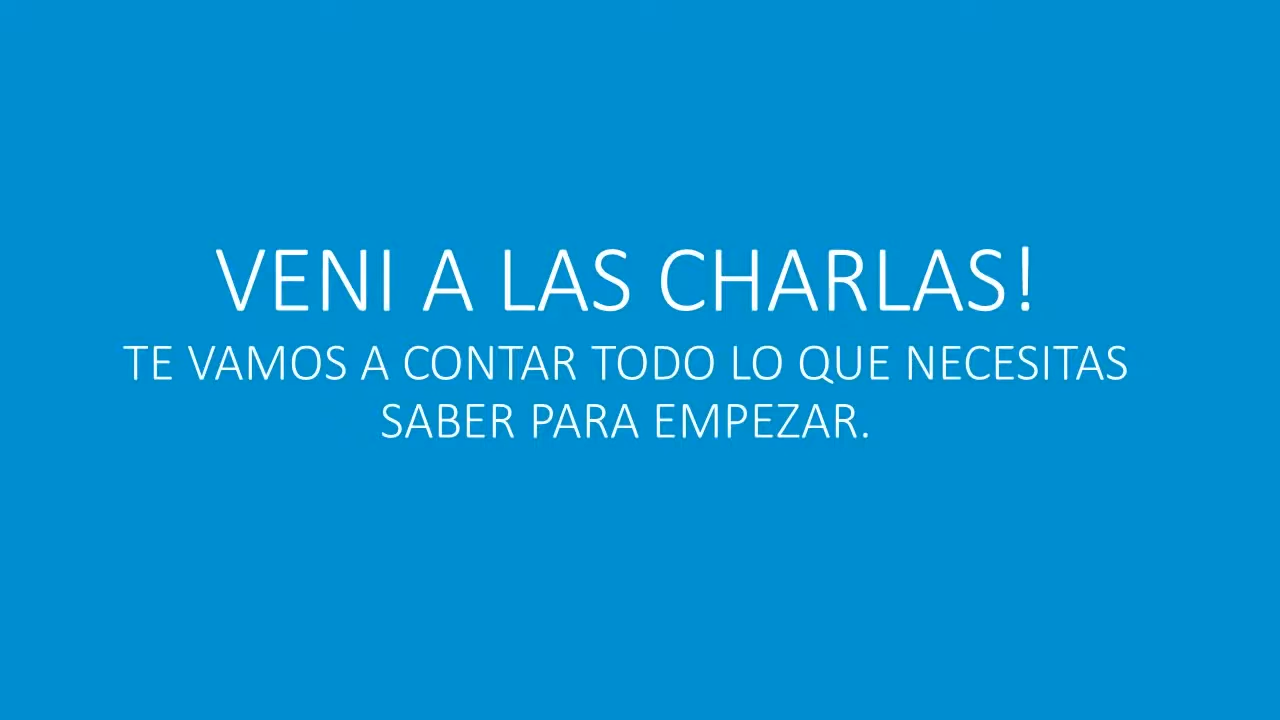 VENI A LAS CHARLAS!
TE VAMOS A CONTAR TODO LO QUE NECESITAS
SABER PARA EMPEZAR.